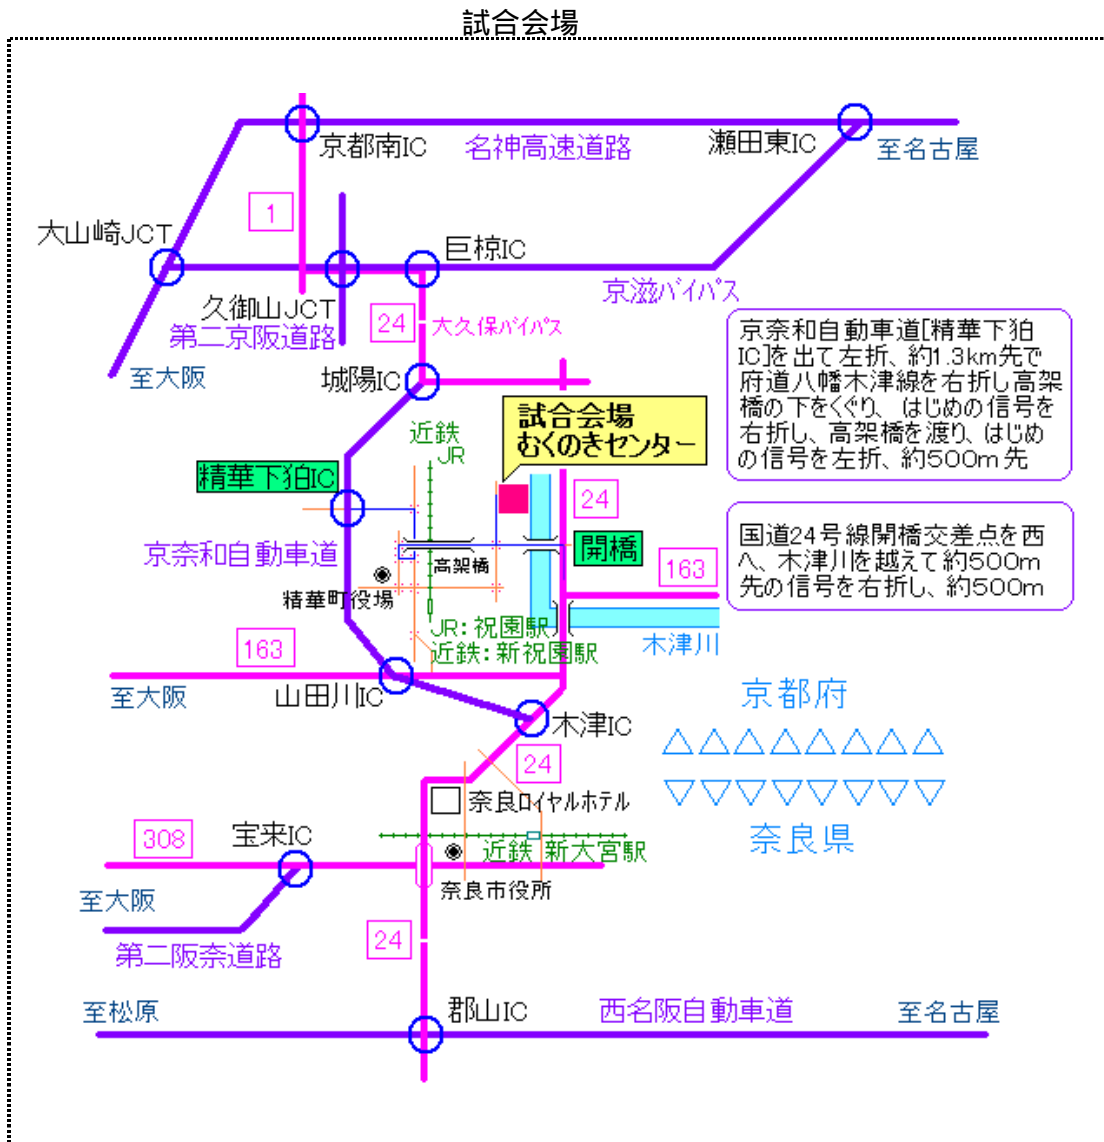 試合会場
京都南IC
名神高速道路
瀬田東IC
至名古屋
1
大山崎JCT
巨椋IC
京滋バイパス
久御山JCT
第二京阪道路
24
大久保バイパス
至大阪
城陽IC
京奈和自動車道[精華下狛
IC]を出て左折、約1.3km先で
府道八幡木津線を右折し高架
橋の下をくぐり、はじめの信号を
右折し、高架橋を渡り、はじめ
の信号を左折、約500m先
試合会場
むくのきセンター
近鉄
JR
精華下狛IC
24
国道24号線開橋交差点を西
へ、木津川を越えて約500m
先の信号を右折し、約500m
京奈和自動車道
高架橋
開橋
163
精華町役場
JR:祝園駅
近鉄:新祝園駅
木津川
163
至大阪
山田川IC
木津IC
京都府
24
奈良ロイヤルホテル
奈良県
308
宝来IC
近鉄 新大宮駅
奈良市役所
至大阪
第二阪奈道路
24
至松原
郡山IC
西名阪自動車道
至名古屋